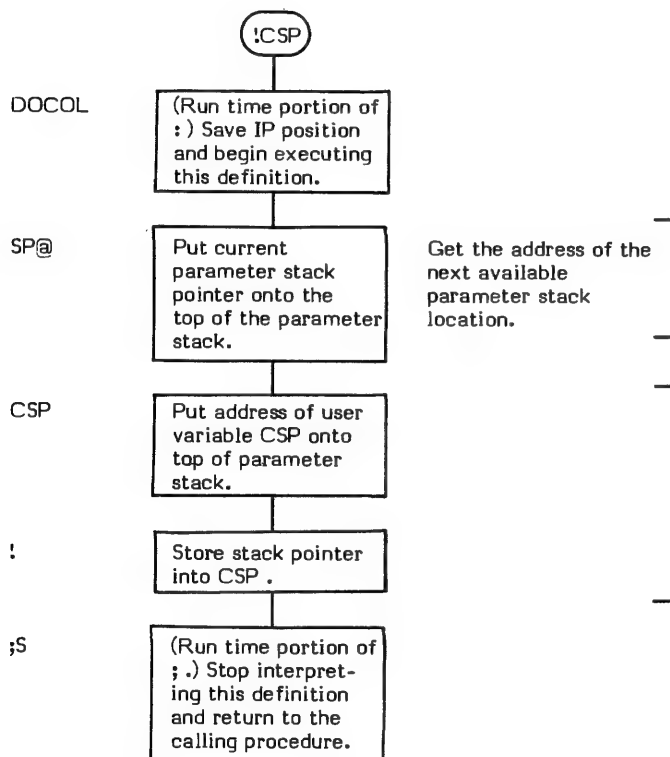 !CSP
DOCOL
(Run time portion of
: ) Save IP position
and begin executing
this definition.
SP@
Put current
parameter stack
pointer onto the
top of the parameter
stack.
Get the address of the
next available
parameter stack
location.
CSP
Put address of user
variable CSP onto
top of parameter
stack.
!
Store stack pointer
into CSP .
;S
(Run time portion of
; .) Stop interpret-
ing this definition
and return to the
calling procedure.